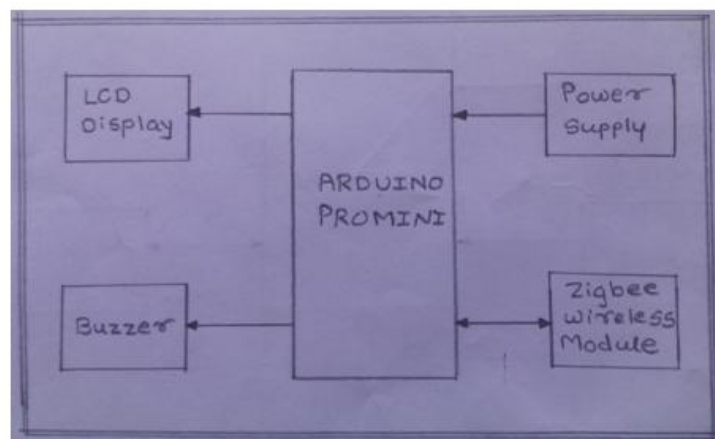 LCD
Display
Power
Supply
ARDUINO
PROMINI
Buzzer
Zigbee
Wireless
Module